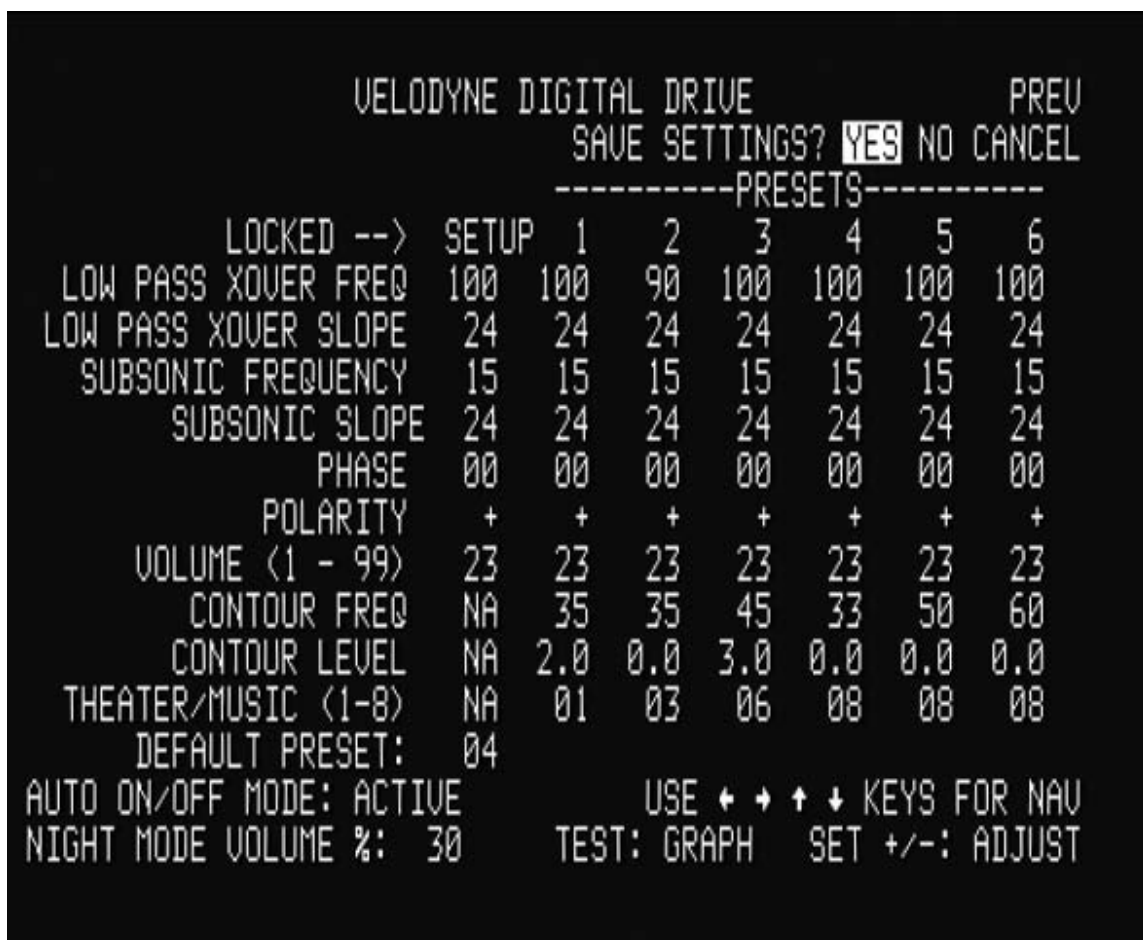 VELODYNE DIGITAL DRIVE PREV
SAVE SETTINGS? YES NO CANCEL
----------PRESETS----------
LOCKED --> SETUP 1 2 3 4 5 6
LOW PASS XOVER FREQ 100 100 90 100 100 100 100
LOW PASS XOVER SLOPE 24 24 24 24 24 24 24
SUBSONIC FREQUENCY 15 15 15 15 15 15 15
SUBSONIC SLOPE 24 24 24 24 24 24 24
PHASE 00 00 00 00 00 00 00
POLARITY + + + + + + +
VOLUME (1 - 99) 23 23 23 23 23 23 23
CONTOUR FREQ NA 35 35 45 33 50 60
CONTOUR LEVEL NA 2.0 0.0 3.0 0.0 0.0 0.0
THEATER/MUSIC (1-8) NA 01 03 06 08 08 08
DEFAULT PRESET: 04
AUTO ON/OFF MODE: ACTIVE USE ← → ↑ ↓ KEYS FOR NAV
NIGHT MODE VOLUME %: 30 TEST: GRAPH SET +/-: ADJUST